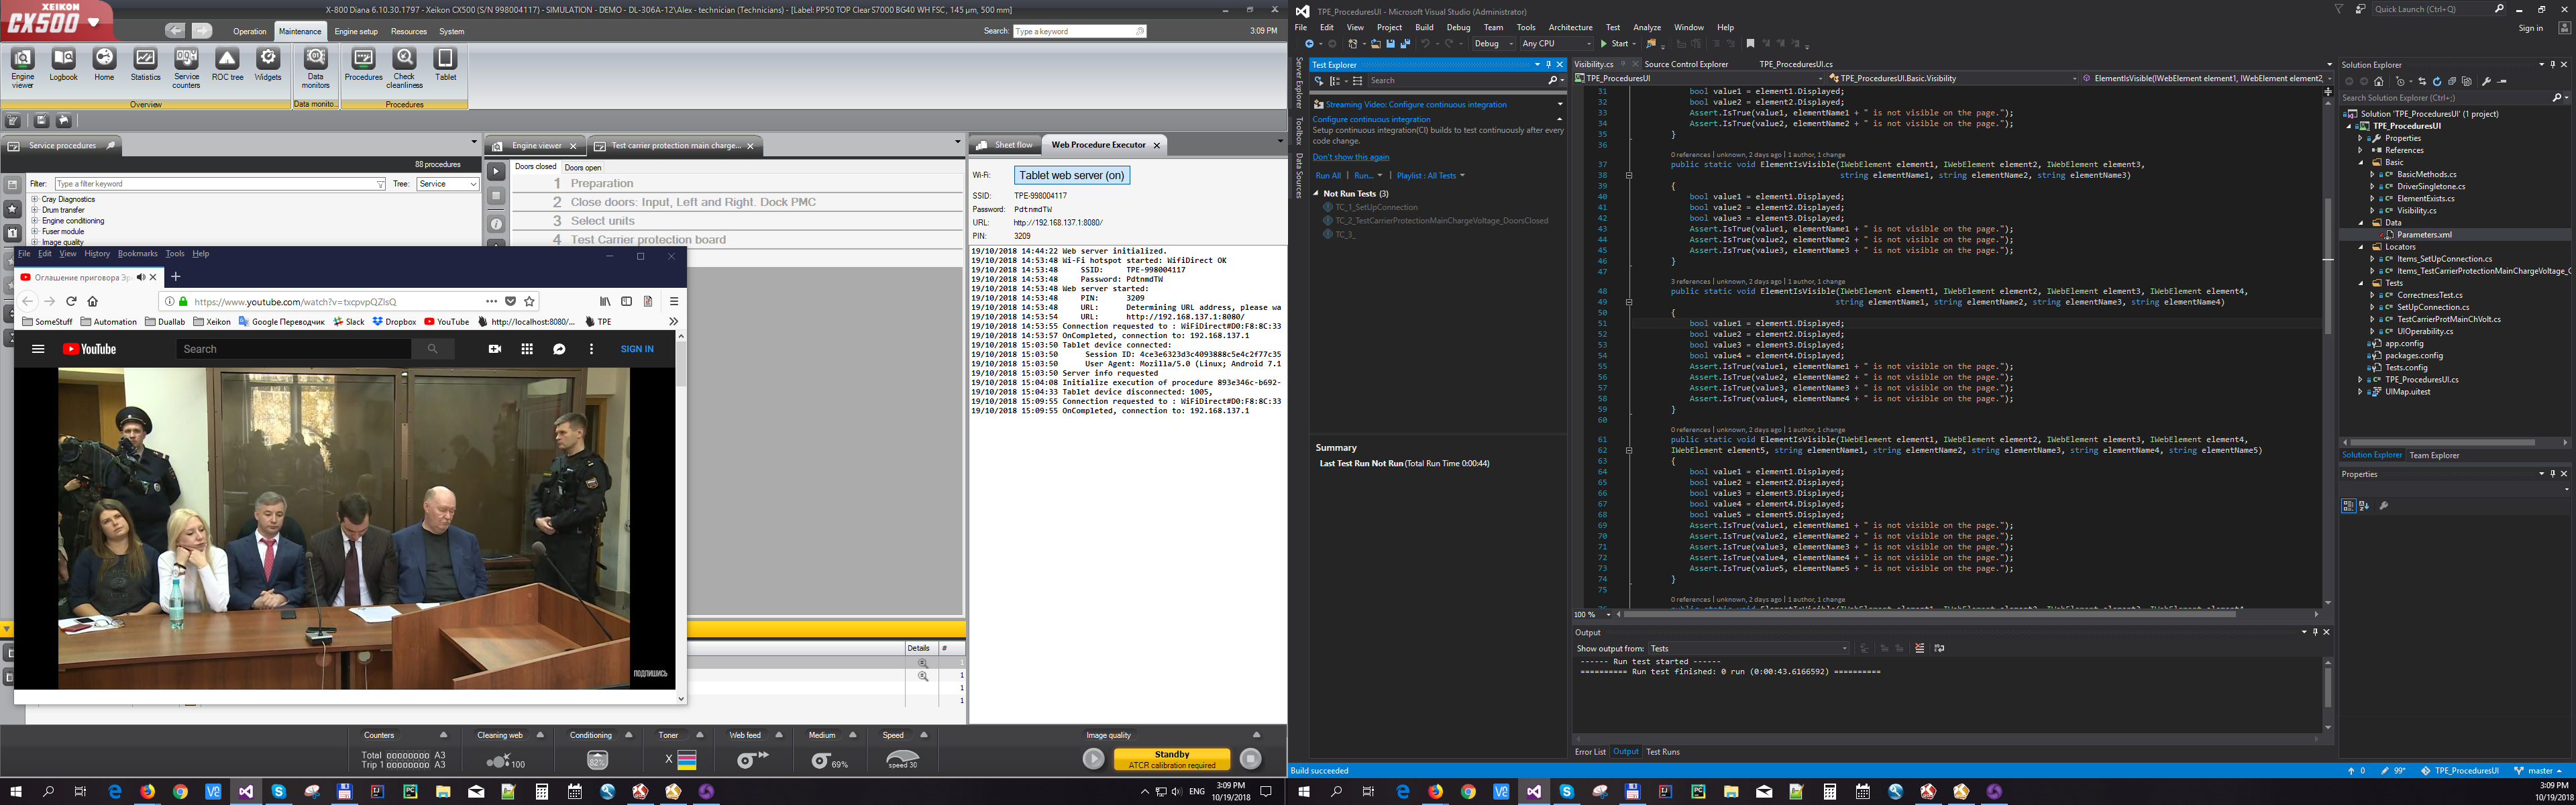 XEIKON
CX500
X-800 Diana 6.10.30.1797 - Xeikon CX500 (S/N 998004117) - SIMULATION - DEMO - DL-306A-12\Alex - technician (Technicians) - [Label: PP50 TOP Clear S7000 BG40 WH FSC, 145 µm, 500 mm]
Operation Maintenance Engine setup Resources System
Search: Type a keyword 3:09 PM
Engine viewer Logbook Home Statistics Service counters ROC tree Widgets Data monitors Procedures Check cleanliness Tablet
Overview Data monito... Procedures
Service procedures
88 procedures
Filter: Type a filter keyword Tree: Service
Cray Diagnostics
Drum transfer
Engine conditioning
Fuser module
Image quality
Engine viewer Test carrier protection main charge...
Doors closed Doors open
1 Preparation
2 Close doors: Input, Left and Right. Dock PMC
3 Select units
4 Test Carrier protection board
Sheet flow Web Procedure Executor
Wi-Fi: Tablet web server (on)
SSID: TPE-998004117
Password: PdtnmdTW
URL: http://192.168.137.1:8080/
PIN: 3209
19/10/2018 14:44:22 Web server initialized.
19/10/2018 14:53:48 Wi-Fi hotspot started: WifiDirect OK
19/10/2018 14:53:48 SSID: TPE-998004117
19/10/2018 14:53:48 Password: PdtnmdTW
19/10/2018 14:53:48 Web server started:
19/10/2018 14:53:48 PIN: 3209
19/10/2018 14:53:48 URL: Determining URL address, please wa
19/10/2018 14:53:54 URL: http://192.168.137.1:8080/
19/10/2018 14:53:55 Connection requested to : WiFiDirect#D0:F8:8C:33
19/10/2018 14:53:57 OnCompleted, connection to: 192.168.137.1
19/10/2018 15:03:50 Tablet device connected:
19/10/2018 15:03:50 Session ID: 4ce3e6323d3c4093888c5e4c2f77c35
19/10/2018 15:03:50 User Agent: Mozilla/5.0 (Linux; Android 7.1
19/10/2018 15:03:50 Server info requested
19/10/2018 15:04:08 Initialize execution of procedure 893e346c-b692-
19/10/2018 15:04:33 Tablet device disconnected: 1005,
19/10/2018 15:09:55 Connection requested to : WiFiDirect#D0:F8:8C:33
19/10/2018 15:09:55 OnCompleted, connection to: 192.168.137.1
File Edit View History Bookmarks Tools Help
Оглашение приговора Эр
https://www.youtube.com/watch?v=txcpvpQZIsQ
SomeStuff Automation Duallab Xeikon Google Переводчик Slack Dropbox YouTube http://localhost:8080/... TPE
YouTube Search SIGN IN
подпишись
Details #
1
1
1
1
Counters Cleaning web Conditioning Toner Web feed Medium Speed Image quality
Total 00000000 A3
Trip 1 00000000 A3
100 82% X 69% speed 30
Standby
ATCR calibration required
ENG 3:09 PM
10/19/2018
TPE_ProceduresUI - Microsoft Visual Studio (Administrator)
Quick Launch (Ctrl+Q)
File Edit View Project Build Debug Team Tools Architecture Test Analyze Window Help
Sign in
Debug Any CPU Start
Server Explorer
Toolbox
Data Sources
Test Explorer
Search
Streaming Video: Configure continuous integration
Configure continuous integration
Setup continuous integration(CI) builds to test continuously after every
code change.
Don't show this again
Run All | Run... | Playlist : All Tests
Not Run Tests (3)
TC_1_SetUpConnection
TC_2_TestCarrierProtectionMainChargeVoltage_DoorsClosed
TC_3_
Summary
Last Test Run Not Run (Total Run Time 0:00:44)
Visibility.cs Source Control Explorer TPE_ProceduresUI.cs
TPE_ProceduresUI TPE_ProceduresUI.Basic.Visibility ElementIsVisible(IWebElement element1, IWebElement element2,
31 bool value1 = element1.Displayed;
32 bool value2 = element2.Displayed;
33 Assert.IsTrue(value1, elementName1 + " is not visible on the page.");
34 Assert.IsTrue(value2, elementName2 + " is not visible on the page.");
35 }
36
0 references | unknown, 2 days ago | 1 author, 1 change
37 public static void ElementIsVisible(IWebElement element1, IWebElement element2, IWebElement element3,
38 string elementName1, string elementName2, string elementName3)
39 {
40 bool value1 = element1.Displayed;
41 bool value2 = element2.Displayed;
42 bool value3 = element3.Displayed;
43 Assert.IsTrue(value1, elementName1 + " is not visible on the page.");
44 Assert.IsTrue(value2, elementName2 + " is not visible on the page.");
45 Assert.IsTrue(value3, elementName3 + " is not visible on the page.");
46 }
47
3 references | unknown, 2 days ago | 1 author, 1 change
48 public static void ElementIsVisible(IWebElement element1, IWebElement element2, IWebElement element3, IWebElement element4,
49 string elementName1, string elementName2, string elementName3, string elementName4)
50 {
51 bool value1 = element1.Displayed;
52 bool value2 = element2.Displayed;
53 bool value3 = element3.Displayed;
54 bool value4 = element4.Displayed;
55 Assert.IsTrue(value1, elementName1 + " is not visible on the page.");
56 Assert.IsTrue(value2, elementName2 + " is not visible on the page.");
57 Assert.IsTrue(value3, elementName3 + " is not visible on the page.");
58 Assert.IsTrue(value4, elementName4 + " is not visible on the page.");
59 }
60
0 references | unknown, 2 days ago | 1 author, 1 change
61 public static void ElementIsVisible(IWebElement element1, IWebElement element2, IWebElement element3, IWebElement element4,
62 IWebElement element5, string elementName1, string elementName2, string elementName3, string elementName4, string elementName5)
63 {
64 bool value1 = element1.Displayed;
65 bool value2 = element2.Displayed;
66 bool value3 = element3.Displayed;
67 bool value4 = element4.Displayed;
68 bool value5 = element5.Displayed;
69 Assert.IsTrue(value1, elementName1 + " is not visible on the page.");
70 Assert.IsTrue(value2, elementName2 + " is not visible on the page.");
71 Assert.IsTrue(value3, elementName3 + " is not visible on the page.");
72 Assert.IsTrue(value4, elementName4 + " is not visible on the page.");
73 Assert.IsTrue(value5, elementName5 + " is not visible on the page.");
74 }
75
0 references | unknown, 2 days ago | 1 author, 1 change
100 %
Output
Show output from: Tests
------ Run test started ------
========== Run test finished: 0 run (0:00:43.6166592) ==========
Error List Output Test Runs
Solution Explorer
Search Solution Explorer (Ctrl+;)
Solution 'TPE_ProceduresUI' (1 project)
TPE_ProceduresUI
Properties
References
Basic
BasicMethods.cs
DriverSingletone.cs
ElementExists.cs
Visibility.cs
Data
Parameters.xml
Locators
Items_SetUpConnection.cs
Items_TestCarrierProtectionMainChargeVoltage_
Tests
CorrectnessTest.cs
SetUpConnection.cs
TestCarrierProtMainChVolt.cs
UIOperability.cs
app.config
packages.config
Tests.config
TPE_ProceduresUI.cs
UIMap.uitest
Solution Explorer Team Explorer
Properties
Build succeeded
0 99* TPE_ProceduresUI master
ENG 3:09 PM
10/19/2018